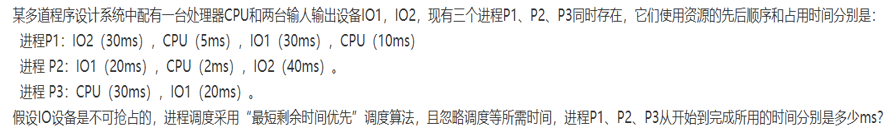 某多道程序设计系统中配有一台处理器CPU和两台输人输出设备IO1，IO2，现有三个进程P1、P2、P3同时存在，它们使用资源的先后顺序和占用时间分别是：
进程P1：IO2（30ms），CPU（5ms），IO1（30ms），CPU（10ms）
进程 P2：IO1（20ms），CPU（2ms），IO2（40ms）。
进程 P3：CPU（30ms），IO1（20ms）。
假设IO设备是不可抢占的，进程调度采用“最短剩余时间优先”调度算法，且忽略调度等所需时间，进程P1、P2、P3从开始到完成所用的时间分别是多少ms?